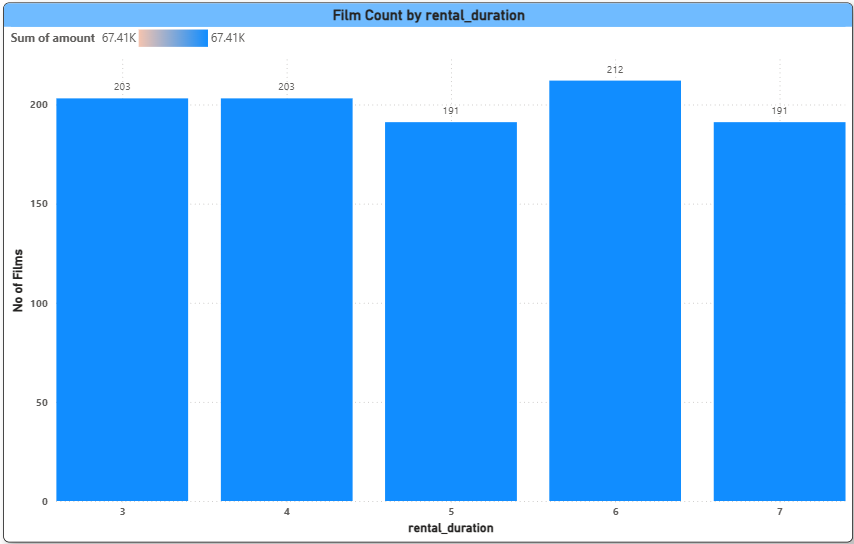 Film Count by rental_duration
Sum of amount 67.41K 67.41K
203
203
191
212
191
200
150
100
50
0
No of Films
3 4 5 6 7
rental_duration